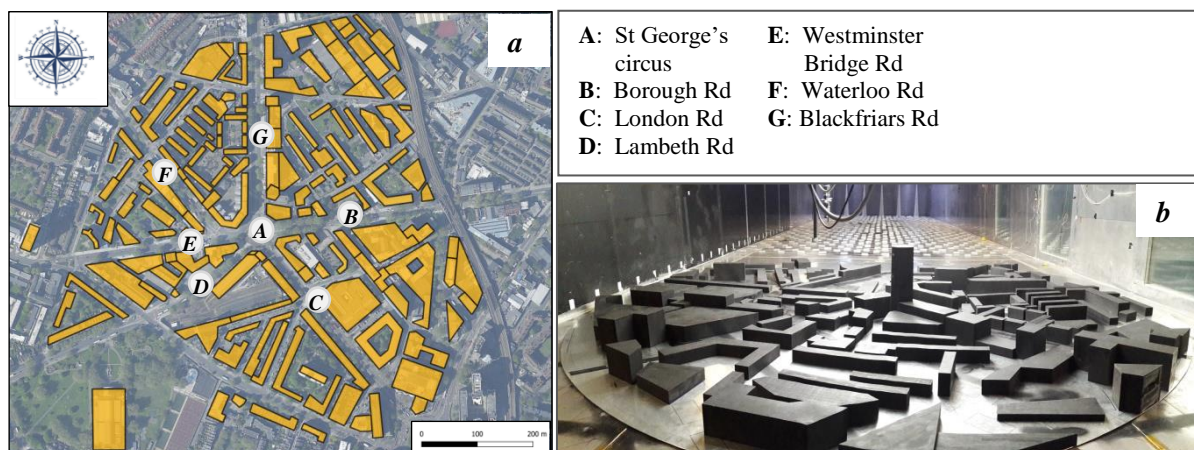 a
A: St George’s
circus
B: Borough Rd
C: London Rd
D: Lambeth Rd
E: Westminster
Bridge Rd
F: Waterloo Rd
G: Blackfriars Rd
G
F
B
A
E
D
C
0 100 200 m
b